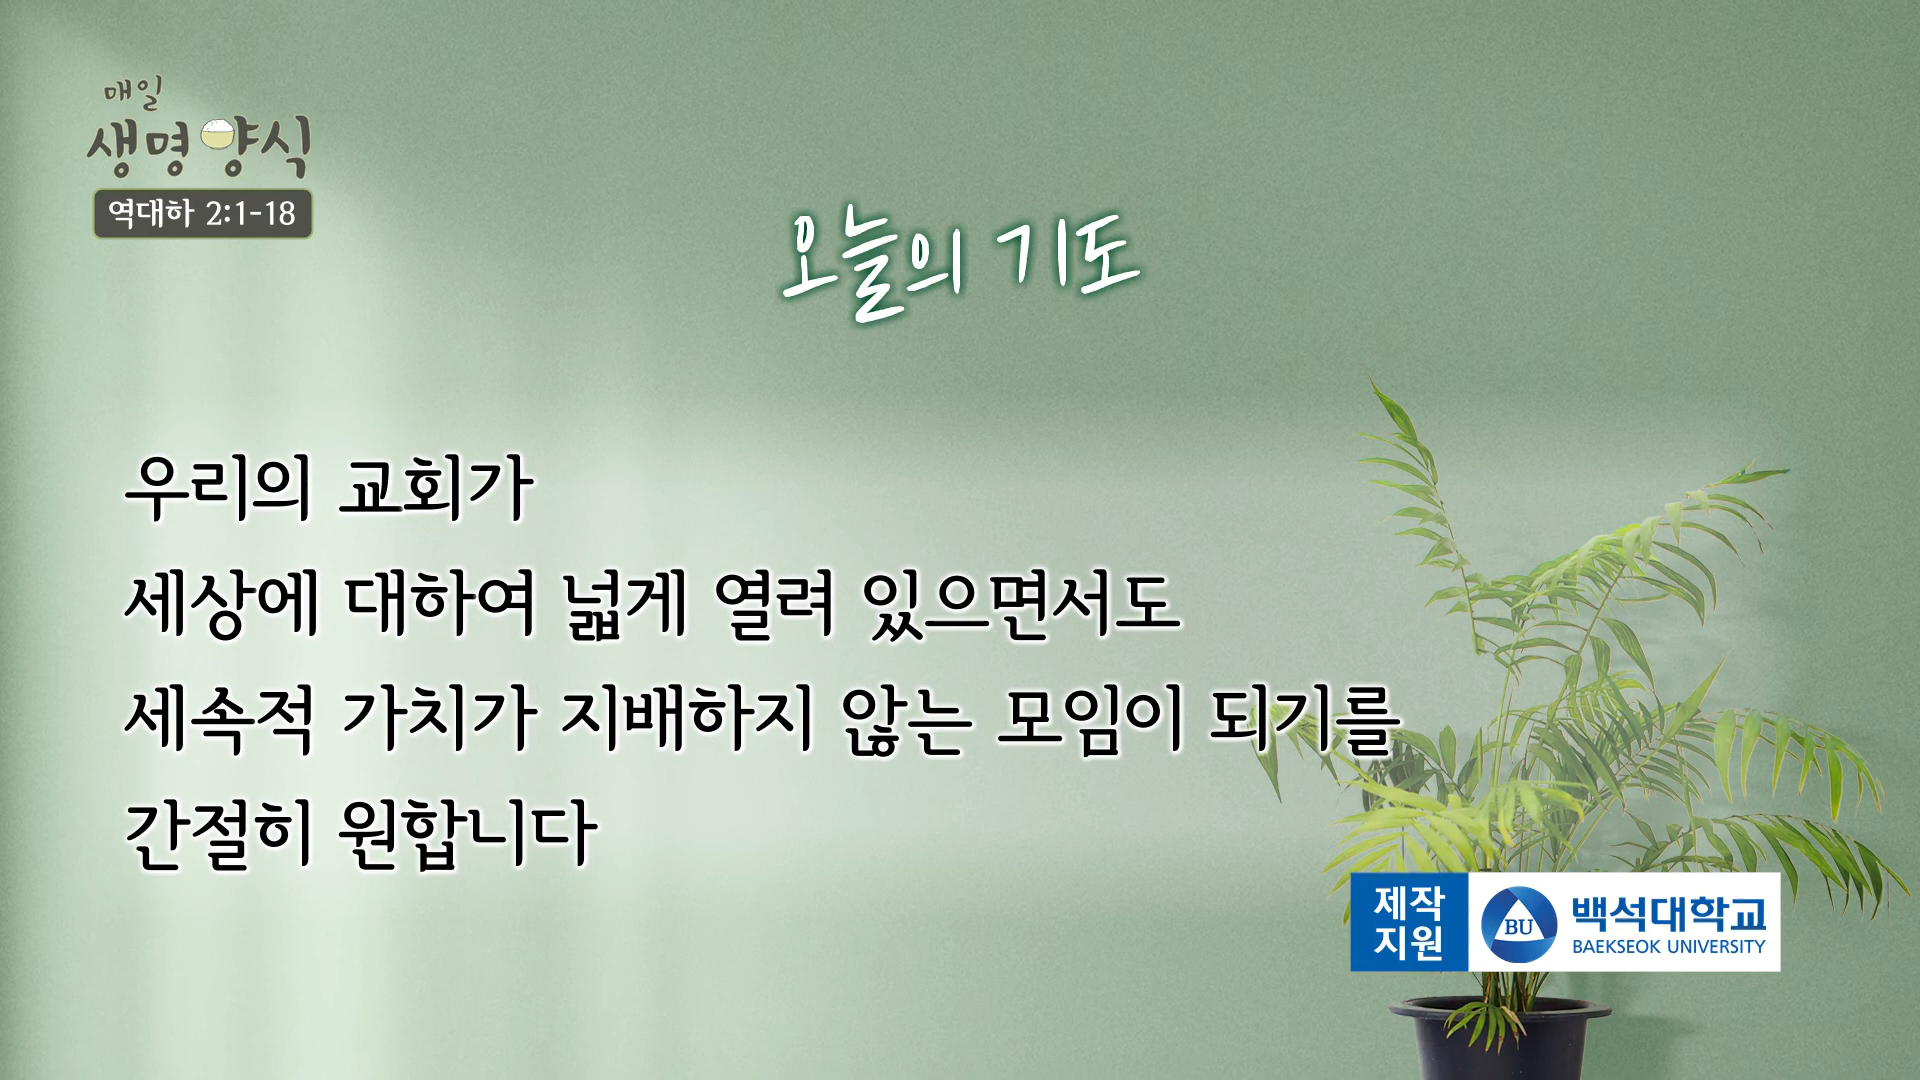 매일
생명양식
역대하 2:1-18
오늘의 기도
우리의 교회가
세상에 대하여 넓게 열려 있으면서도
세속적 가치가 지배하지 않는 모임이 되기를
간절히 원합니다
제작
지원
BU
백석대학교
BAEKSEOK UNIVERSITY